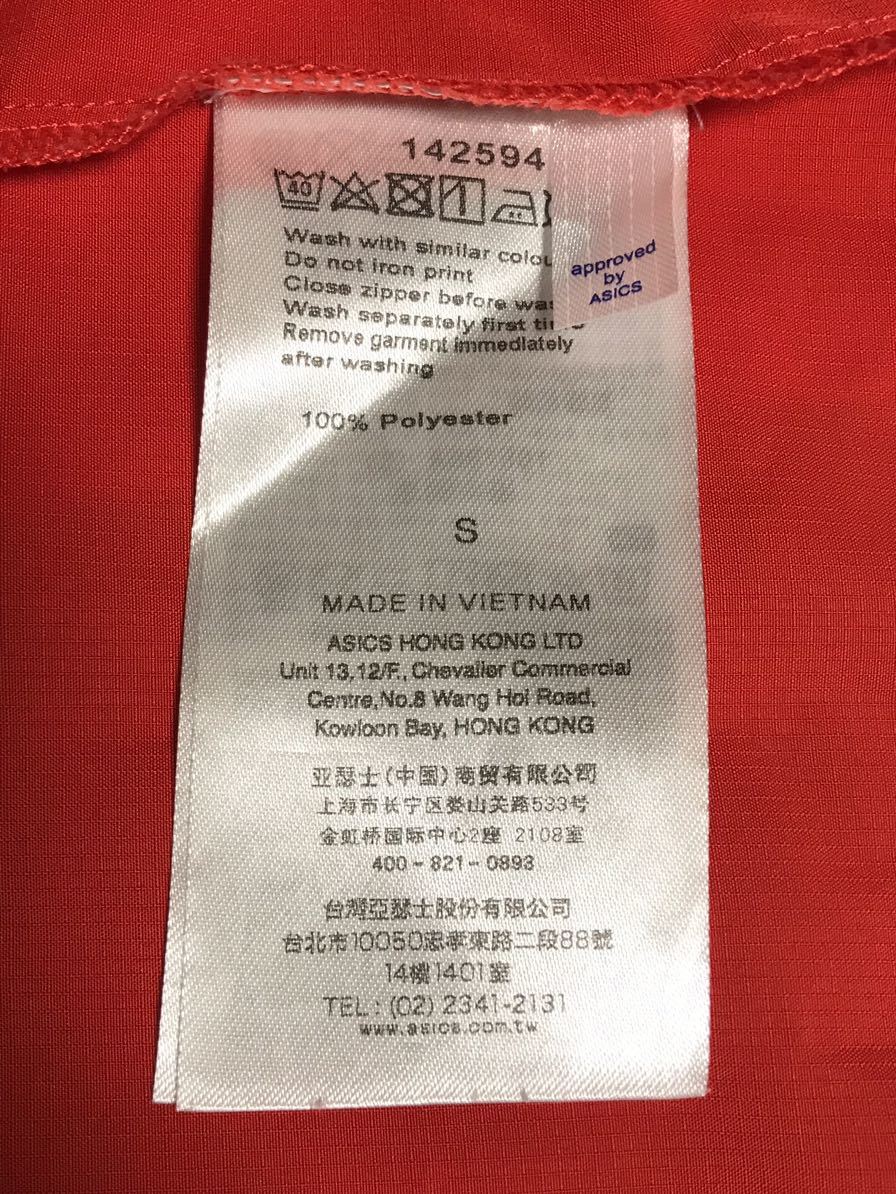 142594
40
Wash with similar colou
Do not iron print
Close zipper before was
Wash separately first time
Remove garment immediately
after washing
approved
by
ASICS
100% Polyester
S
MADE IN VIETNAM
ASICS HONG KONG LTD
Unit 13,12/F., Chevalier Commercial
Centre,No.8 Wang Hoi Road,
Kowloon Bay, HONG KONG
亚瑟士(中国)商贸有限公司
上海市长宁区娄山关路533号
金虹桥国际中心2座 2108室
400-821-0893
台灣亞瑟士股份有限公司
台北市10050忠孝東路二段88號
14樓1401室
TEL: (02) 2341-2131
www.asics.com.tw